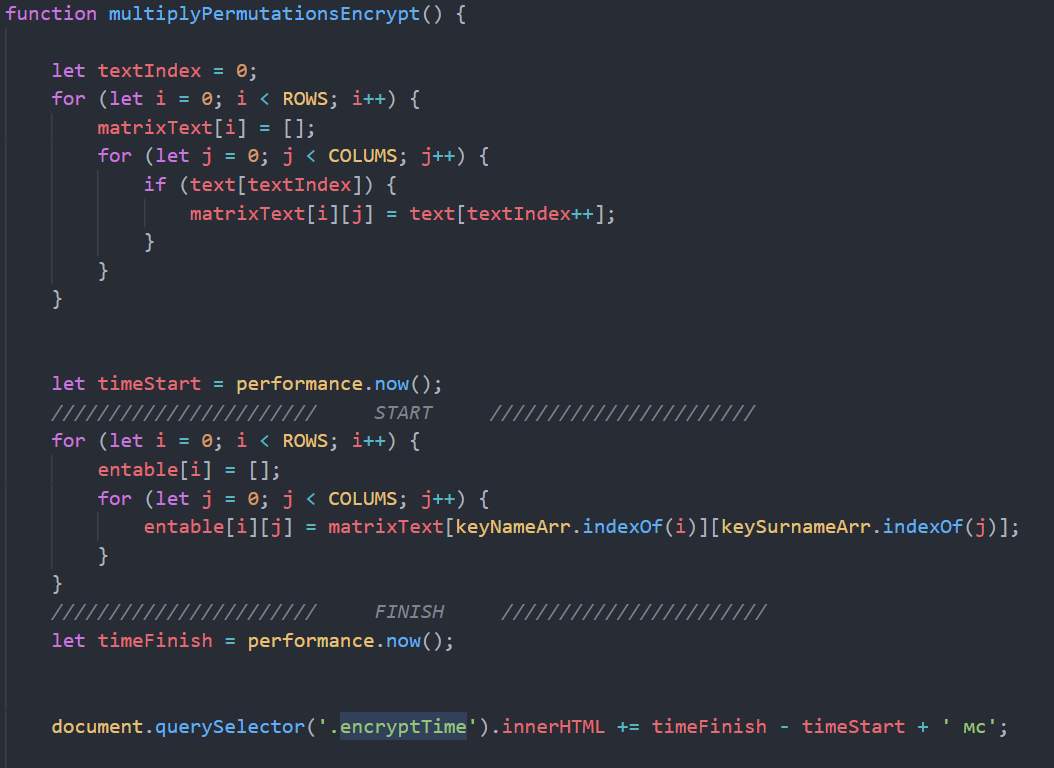 function multiplyPermutationsEncrypt() {
let textIndex = 0;
for (let i = 0; i < ROWS; i++) {
matrixText[i] = [];
for (let j = 0; j < COLUMS; j++) {
if (text[textIndex]) {
matrixText[i][j] = text[textIndex++];
}
}
}
let timeStart = performance.now();
/////////////////////// START ///////////////////////
for (let i = 0; i < ROWS; i++) {
entable[i] = [];
for (let j = 0; j < COLUMS; j++) {
entable[i][j] = matrixText[keyNameArr.indexOf(i)][keySurnameArr.indexOf(j)];
}
}
/////////////////////// FINISH ///////////////////////
let timeFinish = performance.now();
document.querySelector('.encryptTime').innerHTML += timeFinish - timeStart + ' мс';